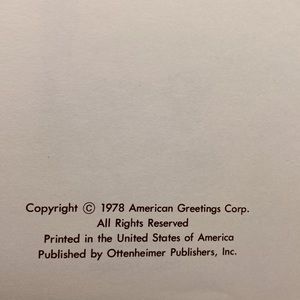 Copyright © 1978 American Greetings Corp.
All Rights Reserved
Printed in the United States of America
Published by Ottenheimer Publishers, Inc.